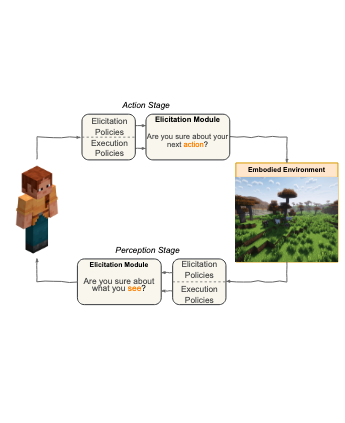 Action Stage
Elicitation
Policies
Execution
Policies
Elicitation Module
Are you sure about your
next action?
Embodied Environment
Perception Stage
Elicitation Module
Are you sure about
what you see?
Elicitation
Policies
Execution
Policies